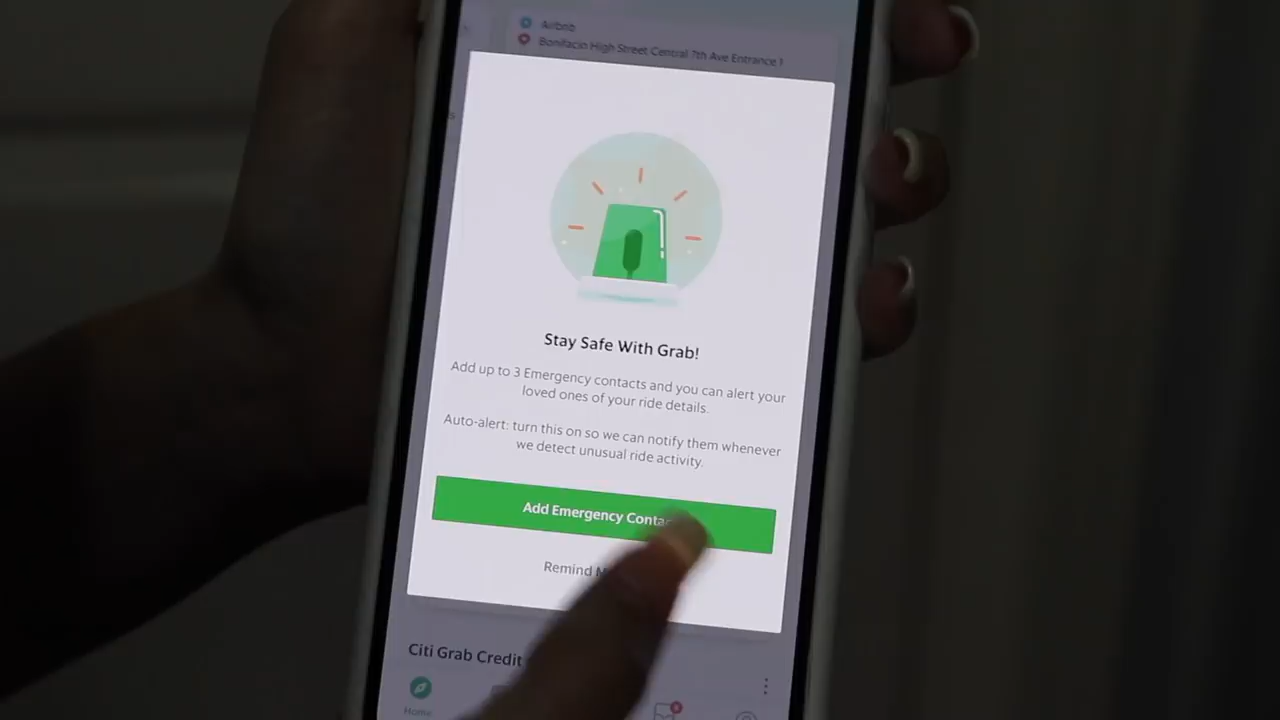 Airbnb
Bonifacio High Street Central 7th Ave Entrance 1
Stay Safe With Grab!
Add up to 3 Emergency contacts and you can alert your
loved ones of your ride details.
Auto-alert: turn this on so we can notify them whenever
we detect unusual ride activity.
Add Emergency Conta
Remind M
Citi Grab Credit
Home